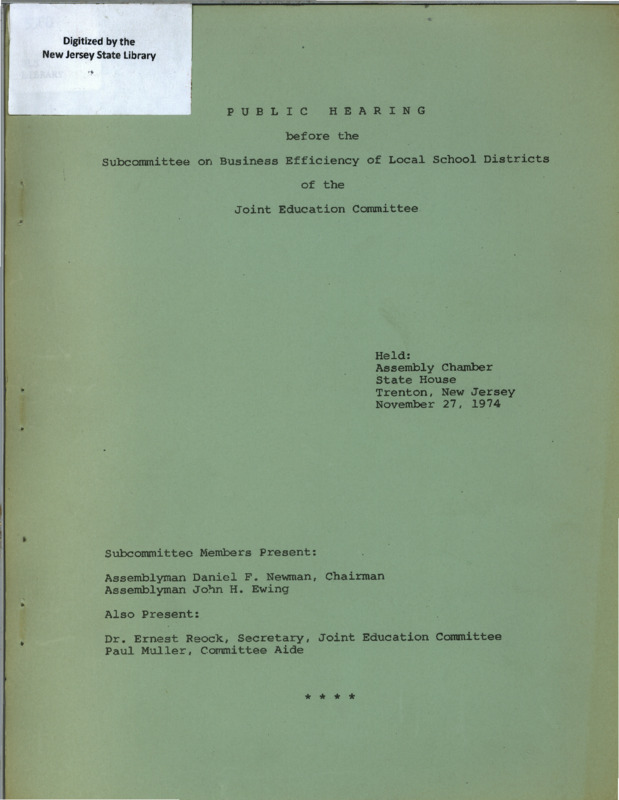 Digitized by the
New Jersey State Library
PUBLIC HEARING
before the
Subcommittee on Business Efficiency of Local School Districts
of the
Joint Education Committee
Held:
Assembly Chamber
State House
Trenton, New Jersey
November 27, 1974
Subcommittee Members Present:
Assemblyman Daniel F. Newman, Chairman
Assemblyman John H. Ewing
Also Present:
Dr. Ernest Reock, Secretary, Joint Education Committee
Paul Muller, Committee Aide
* * * *